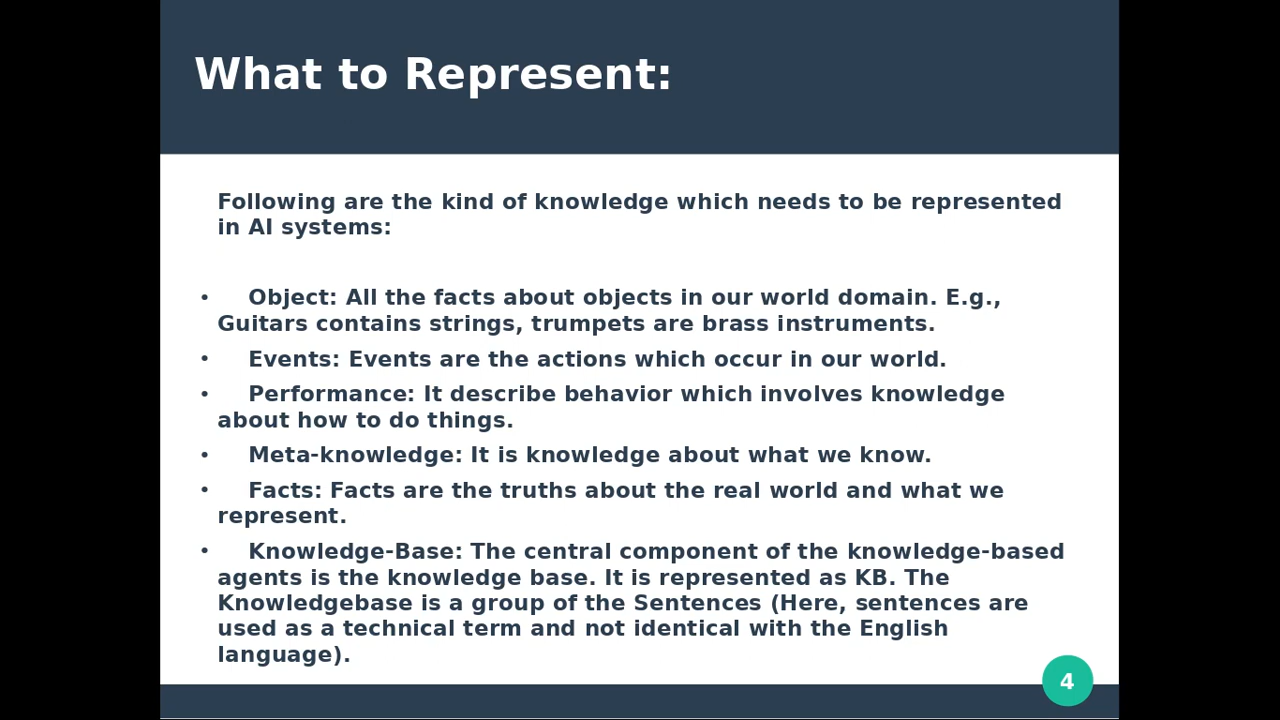 What to Represent:
Following are the kind of knowledge which needs to be represented
in AI systems:
• Object: All the facts about objects in our world domain. E.g.,
Guitars contains strings, trumpets are brass instruments.
• Events: Events are the actions which occur in our world.
• Performance: It describe behavior which involves knowledge
about how to do things.
• Meta-knowledge: It is knowledge about what we know.
• Facts: Facts are the truths about the real world and what we
represent.
• Knowledge-Base: The central component of the knowledge-based
agents is the knowledge base. It is represented as KB. The
Knowledgebase is a group of the Sentences (Here, sentences are
used as a technical term and not identical with the English
language).
4